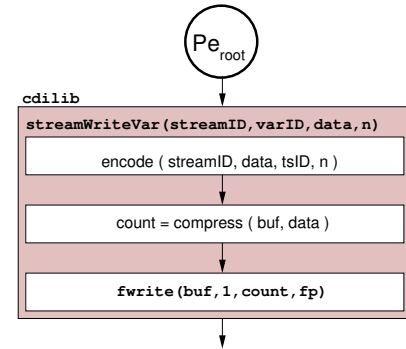 Pe_root
cdilib
streamWriteVar(streamID,varID,data,n)
encode ( streamID, data, tsID, n )
count = compress ( buf, data )
fwrite(buf,1,count,fp)